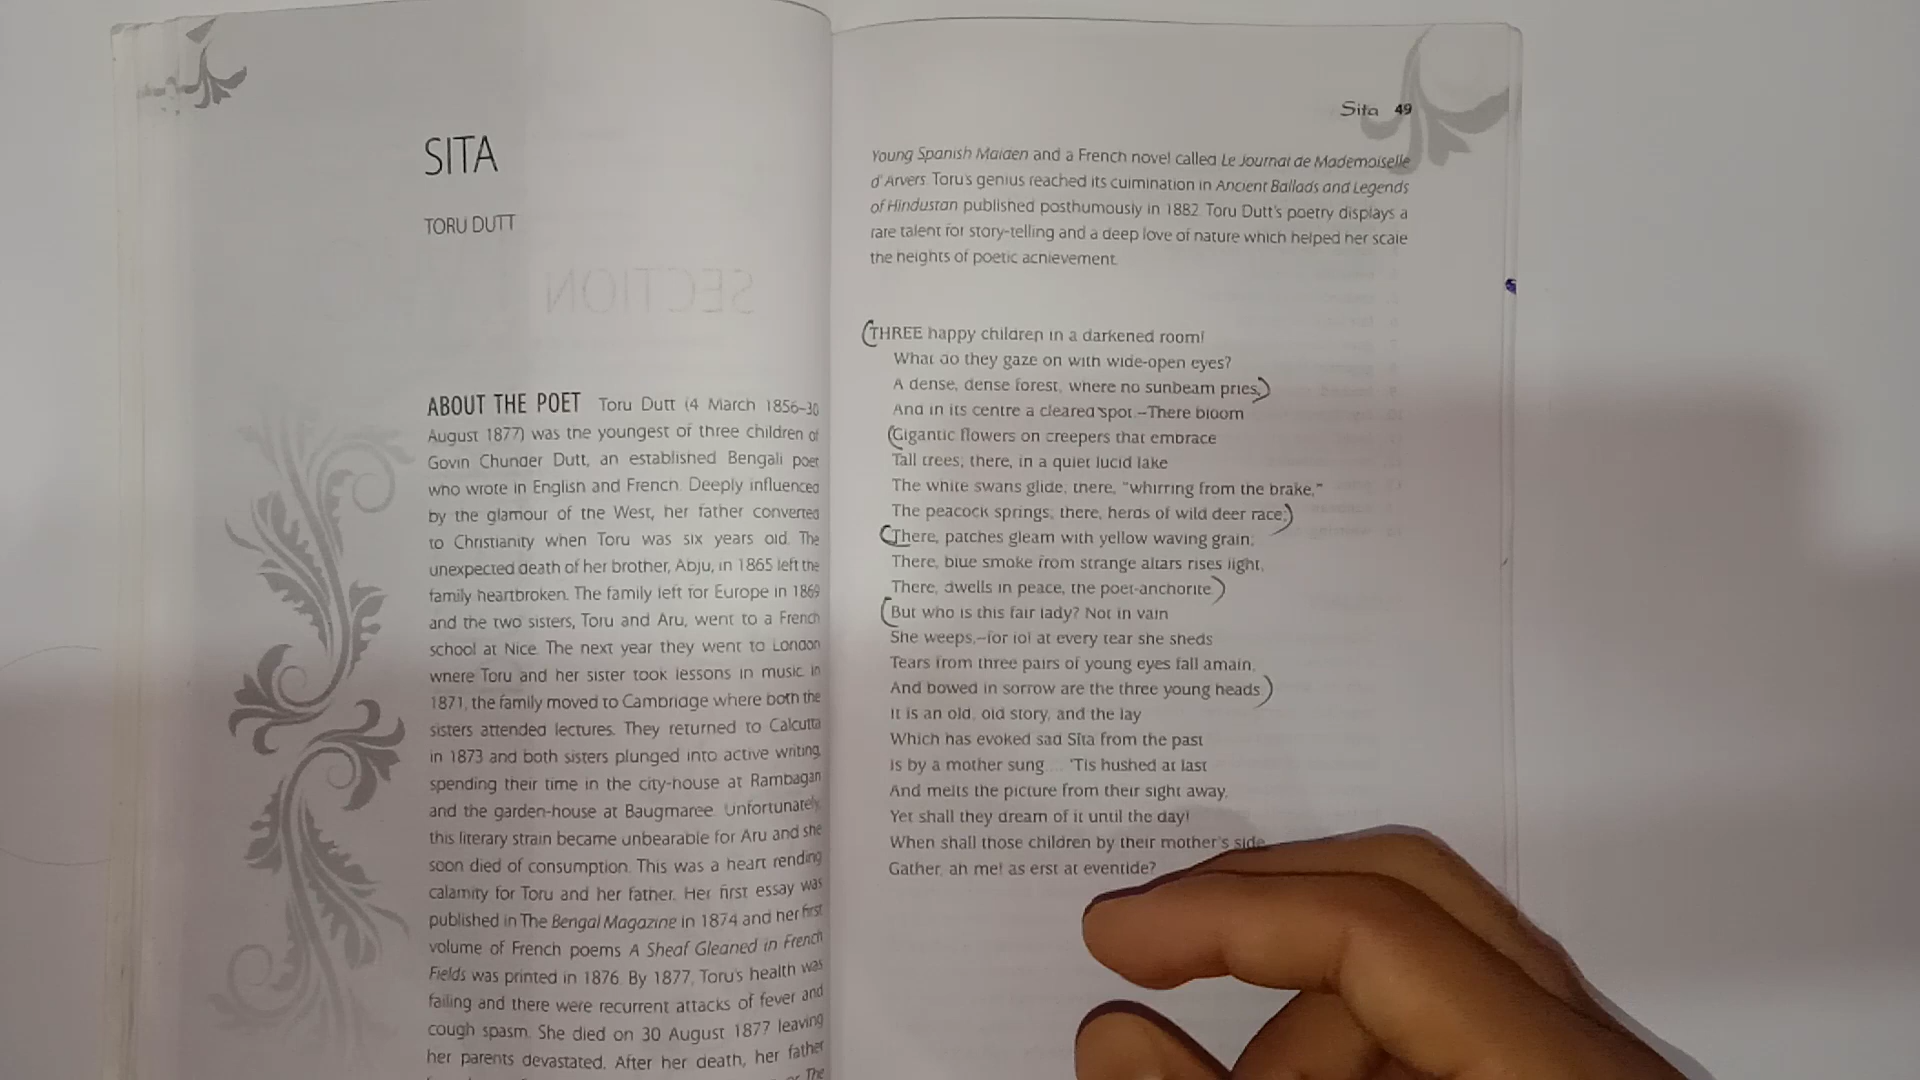 SITA
TORU DUTT
ABOUT THE POET Toru Dutt (4 March 1856–30
August 1877) was the youngest of three children of
Govin Chunder Dutt, an established Bengali poet
who wrote in English and French. Deeply influenced
by the glamour of the West, her father converted
to Christianity when Toru was six years old. The
unexpected death of her brother, Abju, in 1865 left the
family heartbroken. The family left for Europe in 1869
and the two sisters, Toru and Aru, went to a French
school at Nice. The next year they went to London
where Toru and her sister took lessons in music. In
1871, the family moved to Cambridge where both the
sisters attended lectures. They returned to Calcutta
in 1873 and both sisters plunged into active writing,
spending their time in the city-house at Rambagan
and the garden-house at Baugmaree. Unfortunately,
this literary strain became unbearable for Aru and she
soon died of consumption. This was a heart rending
calamity for Toru and her father. Her first essay was
published in The Bengal Magazine in 1874 and her first
volume of French poems A Sheaf Gleaned in French
Fields was printed in 1876. By 1877, Toru's health was
failing and there were recurrent attacks of fever and
cough spasm. She died on 30 August 1877 leaving
her parents devastated. After her death, her father
The
Sita 49
Young Spanish Maiden and a French novel called Le Journal de Mademoiselle
d'Arvers. Toru's genius reached its culmination in Ancient Ballads and Legends
of Hindustan published posthumously in 1882. Toru Dutt's poetry displays a
rare talent for story-telling and a deep love of nature which helped her scale
the heights of poetic achievement.
THREE happy children in a darkened room!
What do they gaze on with wide-open eyes?
A dense, dense forest, where no sunbeam pries,
And in its centre a cleared spot.—There bloom
Gigantic flowers on creepers that embrace
Tall trees; there, in a quiet lucid lake
The white swans glide; there, "whirring from the brake,"
The peacock springs; there, herds of wild deer race;
There, patches gleam with yellow waving grain;
There, blue smoke from strange altars rises light,
There, dwells in peace, the poet-anchorite.
But who is this fair lady? Not in vain
She weeps,—for lo! at every tear she sheds
Tears from three pairs of young eyes fall amain,
And bowed in sorrow are the three young heads.
It is an old, old story, and the lay
Which has evoked sad Sîta from the past
Is by a mother sung.... 'Tis hushed at last
And melts the picture from their sight away,
Yet shall they dream of it until the day!
When shall those children by their mother's side
Gather, ah me! as erst at eventide?